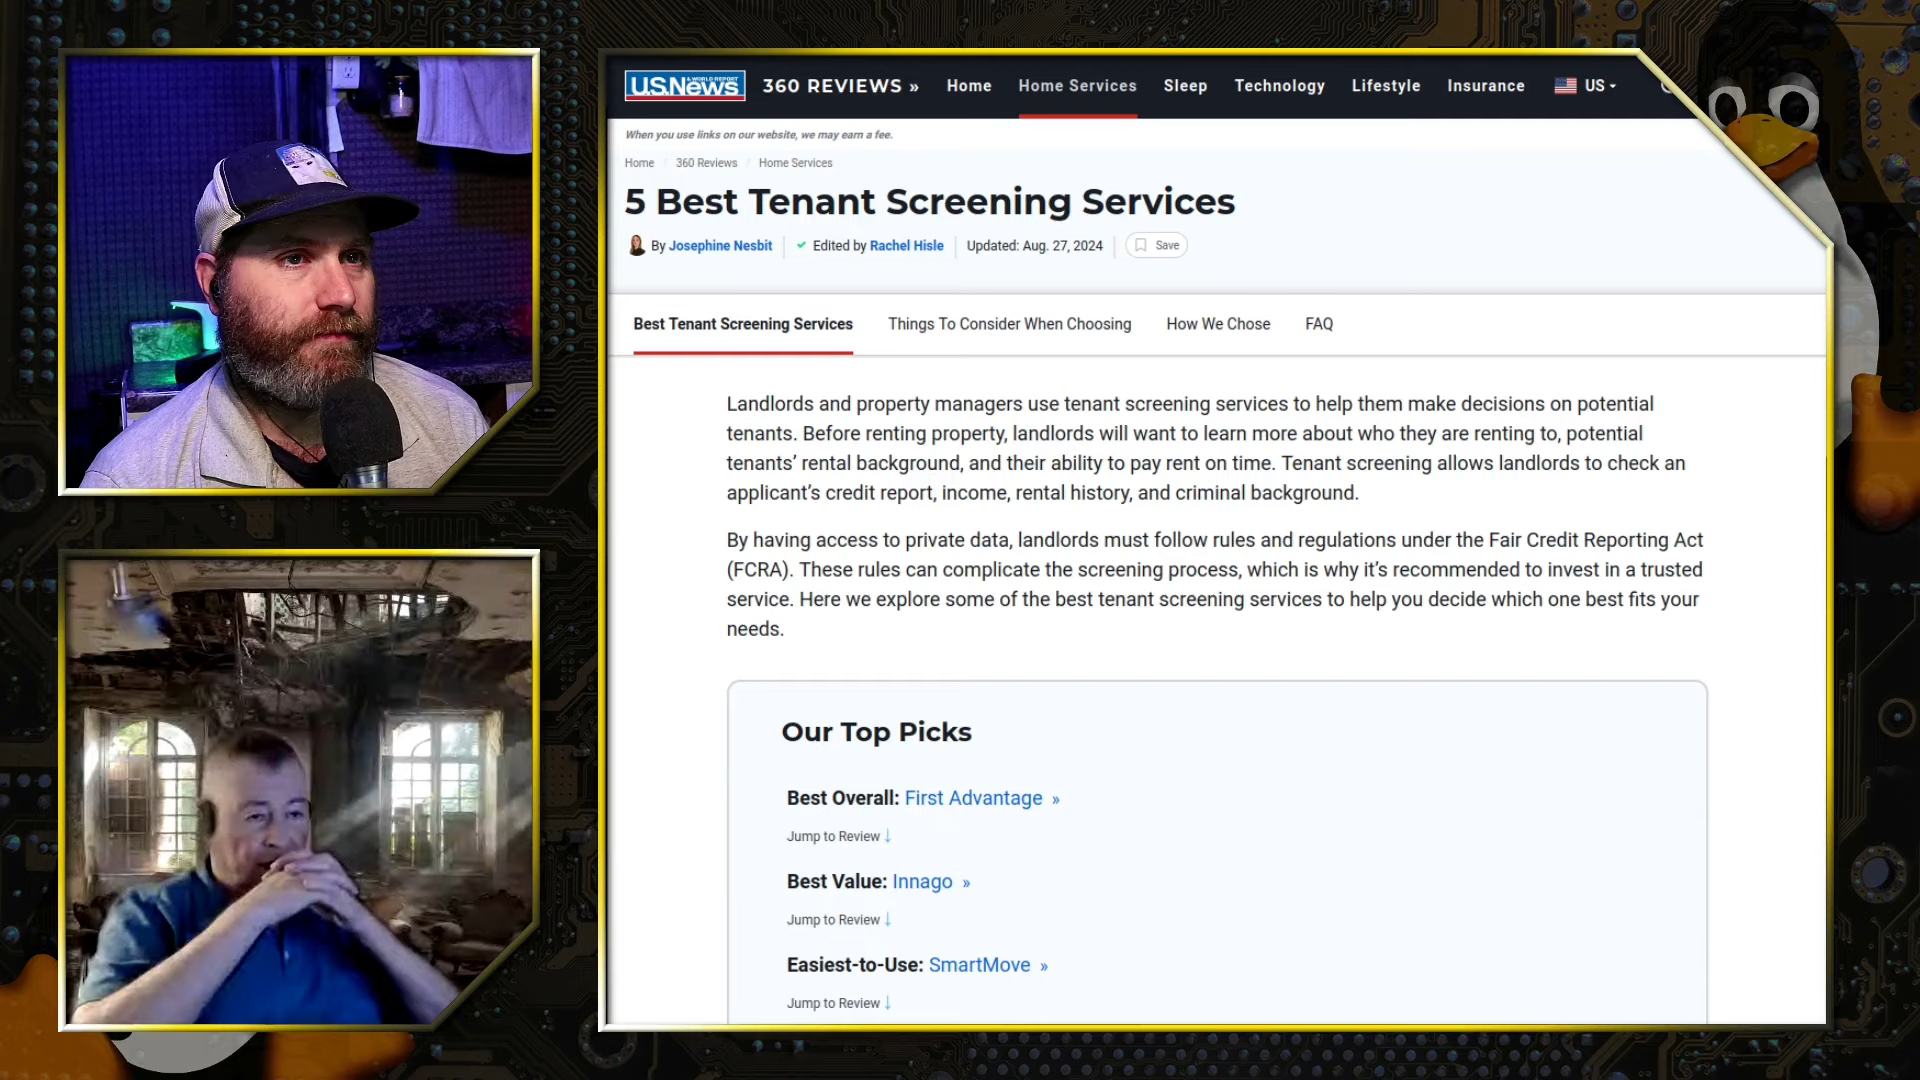 U.S.News
& WORLD REPORT
360 REVIEWS » Home Home Services Sleep Technology Lifestyle Insurance US
When you use links on our website, we may earn a fee.
Home / 360 Reviews / Home Services
5 Best Tenant Screening Services
By Josephine Nesbit Edited by Rachel Hisle Updated: Aug. 27, 2024 Save
Best Tenant Screening Services Things To Consider When Choosing How We Chose FAQ
Landlords and property managers use tenant screening services to help them make decisions on potential
tenants. Before renting property, landlords will want to learn more about who they are renting to, potential
tenants’ rental background, and their ability to pay rent on time. Tenant screening allows landlords to check an
applicant’s credit report, income, rental history, and criminal background.
By having access to private data, landlords must follow rules and regulations under the Fair Credit Reporting Act
(FCRA). These rules can complicate the screening process, which is why it’s recommended to invest in a trusted
service. Here we explore some of the best tenant screening services to help you decide which one best fits your
needs.
Our Top Picks
Best Overall: First Advantage »
Jump to Review ↓
Best Value: Innago »
Jump to Review ↓
Easiest-to-Use: SmartMove »
Jump to Review ↓